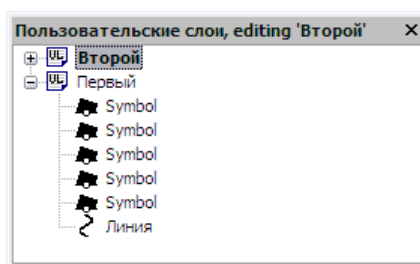 Пользовательские слои, editing 'Второй'
Второй
Первый
Symbol
Symbol
Symbol
Symbol
Symbol
Линия